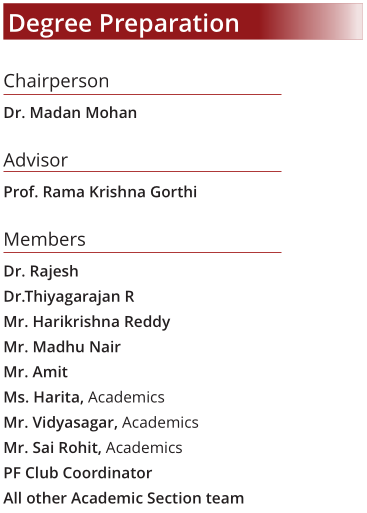 Degree Preparation
Chairperson
Dr. Madan Mohan
Advisor
Prof. Rama Krishna Gorthi
Members
Dr. Rajesh
Dr.Thiyagarajan R
Mr. Harikrishna Reddy
Mr. Madhu Nair
Mr. Amit
Ms. Harita, Academics
Mr. Vidyasagar, Academics
Mr. Sai Rohit, Academics
PF Club Coordinator
All other Academic Section team